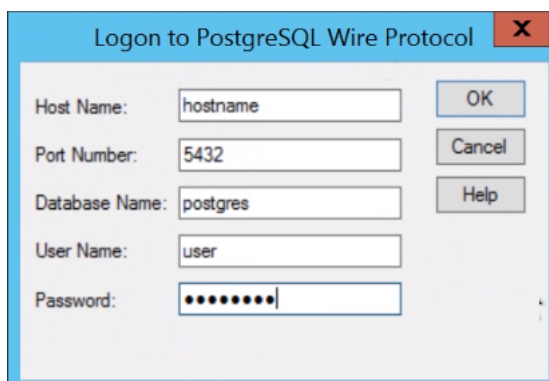 Logon to PostgreSQL Wire Protocol X
Host Name: hostname OK
Port Number: 5432 Cancel
Database Name: postgres Help
User Name: user
Password: ••••••••